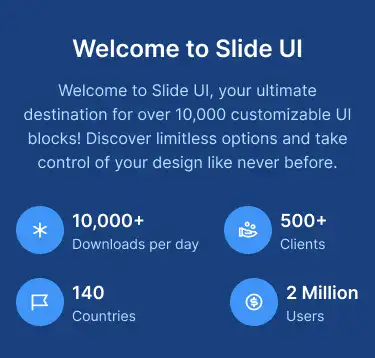 Welcome to Slide UI
Welcome to Slide UI, your ultimate
destination for over 10,000 customizable UI
blocks! Discover limitless options and take
control of your design like never before.
10,000+
Downloads per day
500+
Clients
140
Countries
2 Million
Users